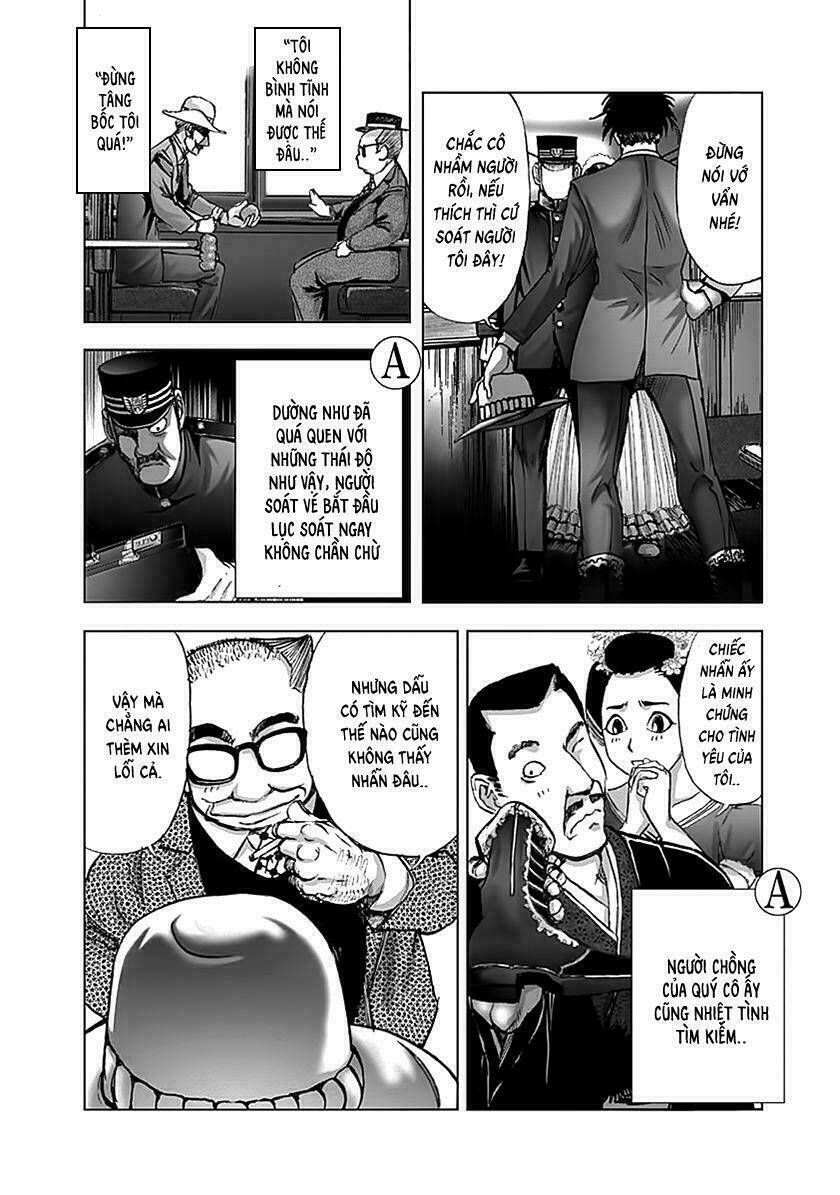 ĐỪNG
NÓI VỚ
VẨN
NHÉ!
CHẮC CÔ
NHẦM NGƯỜI
RỒI, NẾU
THÍCH THÌ CỨ
SOÁT NGƯỜI
TÔI ĐÂY!
“TÔI
KHÔNG
BÌNH TĨNH
MÀ NÓI
ĐƯỢC THẾ
ĐÂU..”
“ĐỪNG
TÂNG
BỐC TÔI
QUÁ!”
A
DƯỜNG NHƯ ĐÃ
QUÁ QUEN VỚI
NHỮNG THÁI ĐỘ
NHƯ VẬY, NGƯỜI
SOÁT VÉ BẮT ĐẦU
LỤC SOÁT NGAY
KHÔNG CHẦN CHỪ
CHIẾC
NHẪN ẤY
LÀ MINH
CHỨNG
CHO TÌNH
YÊU CỦA
TÔI.
A
NGƯỜI CHỒNG
CỦA QUÝ CÔ ẤY
CŨNG NHIỆT TÌNH
TÌM KIẾM..
NHƯNG DẪU
CÓ TÌM KỸ ĐẾN
THẾ NÀO CŨNG
KHÔNG THẤY
NHẪN ĐÂU..
VẬY MÀ
CHẲNG AI
THÈM XIN
LỖI CẢ.